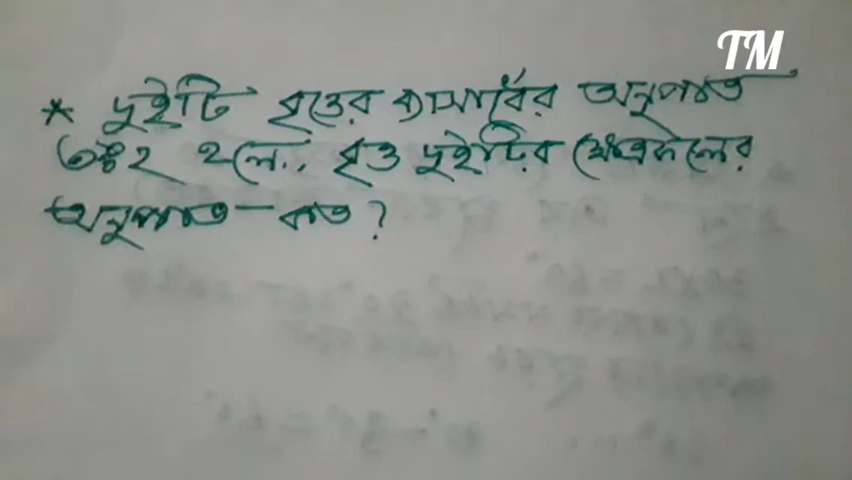 TM
* দুইটি বৃত্তের ব্যাসার্ধের অনুপাত
৩ঃ২ হলে, বৃত্ত দুইটির ক্ষেত্রফলের
অনুপাত কত?